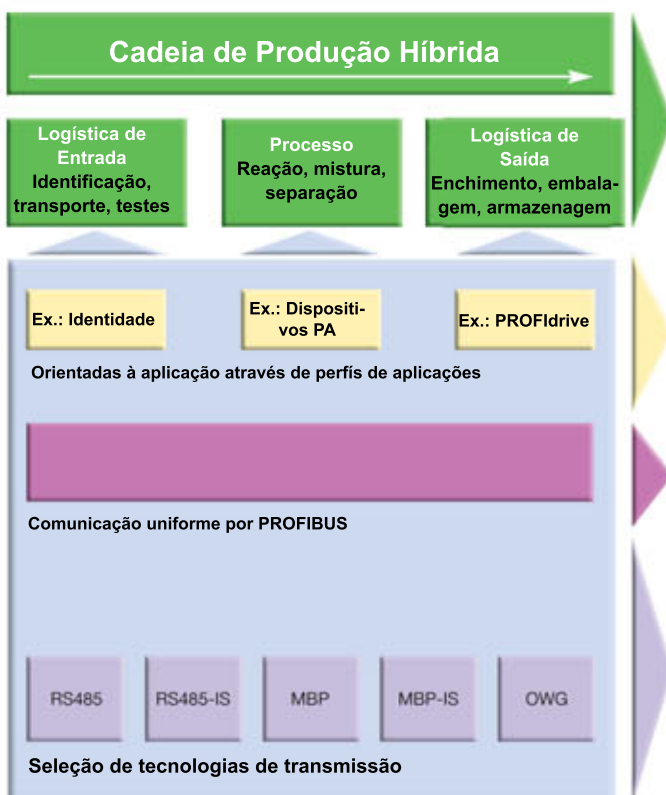 Cadeia de Produção Híbrida
Logística de
Entrada
Identificação,
transporte, testes
Processo
Reação, mistura,
separação
Logística de
Saída
Enchimento, embala-
gem, armazenagem
Ex.: Identidade
Ex.: Dispositi-
vos PA
Ex.: PROFIdrive
Orientadas à aplicação através de perfís de aplicações
Comunicação uniforme por PROFIBUS
RS485
RS485-IS
MBP
MBP-IS
OWG
Seleção de tecnologias de transmissão